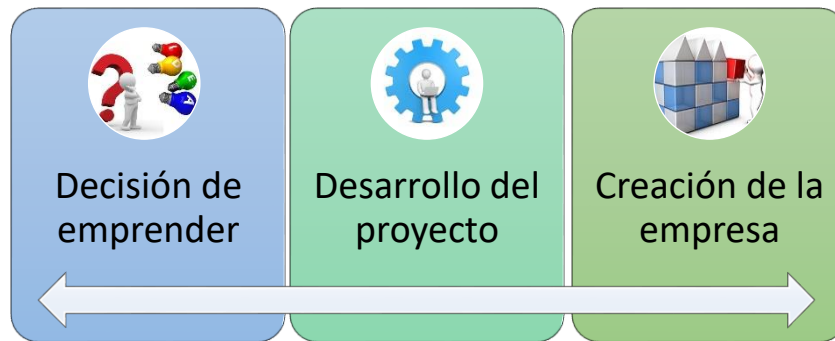 Decisión de
emprender
Desarrollo del
proyecto
Creación de la
empresa